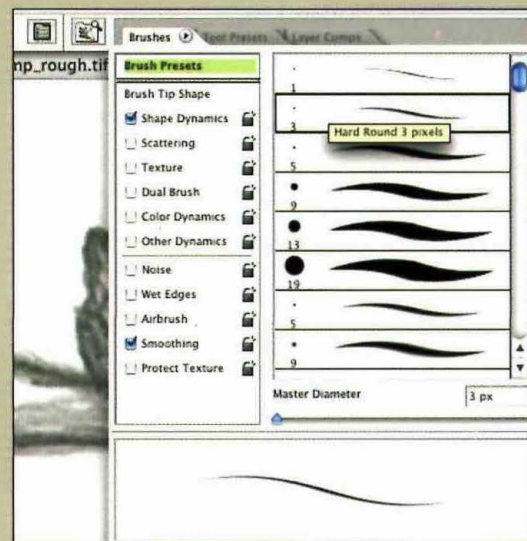 Brushes Tool Presets Layer Comps
mp_rough.tif
Brush Presets
Brush Tip Shape
Shape Dynamics
Scattering
Texture
Dual Brush
Color Dynamics
Other Dynamics
Noise
Wet Edges
Airbrush
Smoothing
Protect Texture
1
3
Hard Round 3 pixels
5
9
13
19
5
9
Master Diameter 3 px